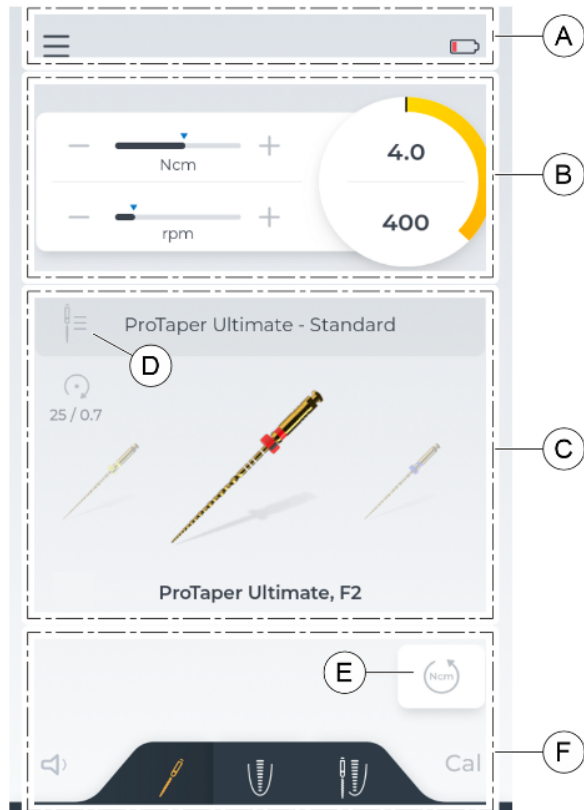 A
Ncm
4.0
B
rpm
400
ProTaper Ultimate - Standard
D
25 / 0.7
C
ProTaper Ultimate, F2
E
Ncm
Cal
F